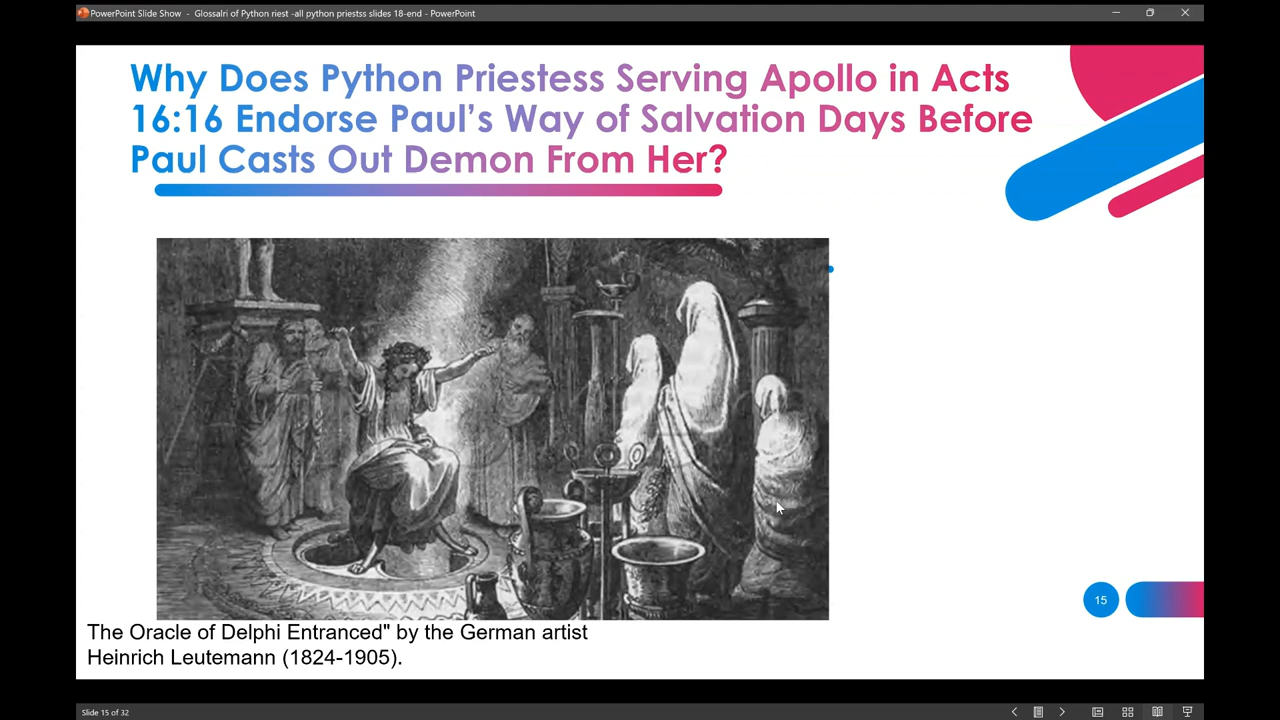 PowerPoint Slide Show - Glossalri of Python riest -all python priestss slides 18-end - PowerPoint
Why Does Python Priestess Serving Apollo in Acts
16:16 Endorse Paul's Way of Salvation Days Before
Paul Casts Out Demon From Her?
15
The Oracle of Delphi Entranced" by the German artist
Heinrich Leutemann (1824-1905).
Slide 15 of 32